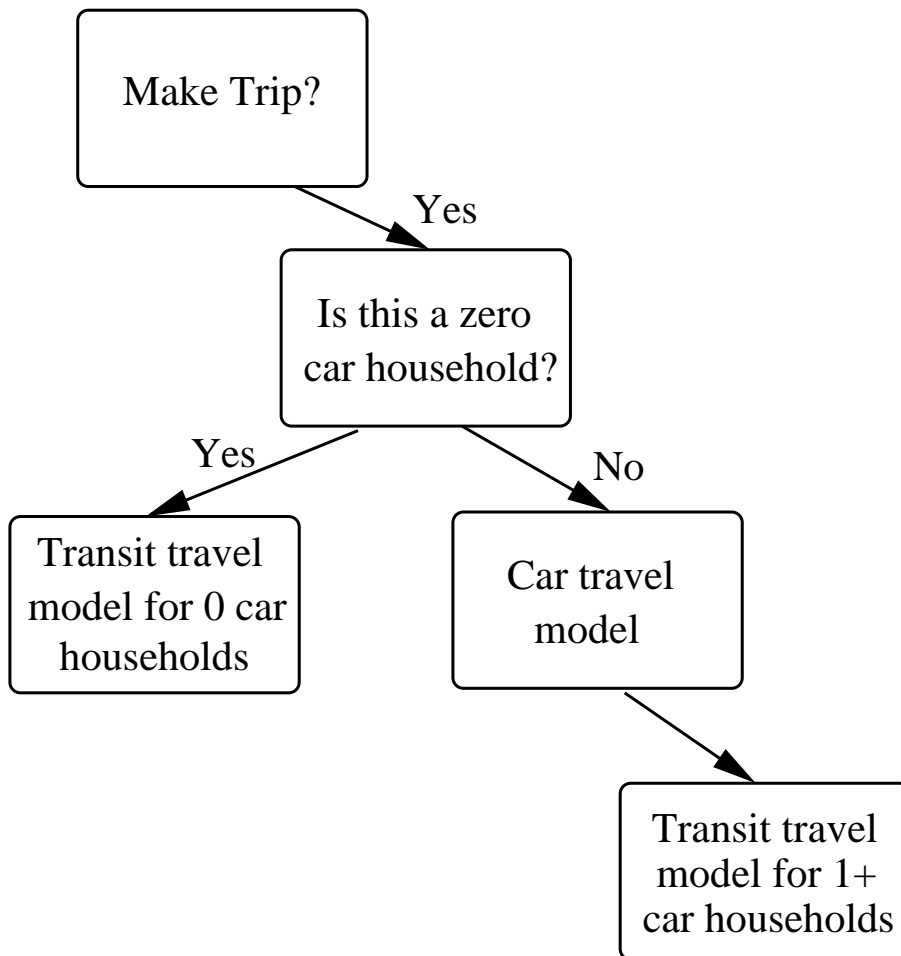 Make Trip?
Yes
Is this a zero
car household?
Yes
No
Transit travel
model for 0 car
households
Car travel
model
Transit travel
model for 1+
car households